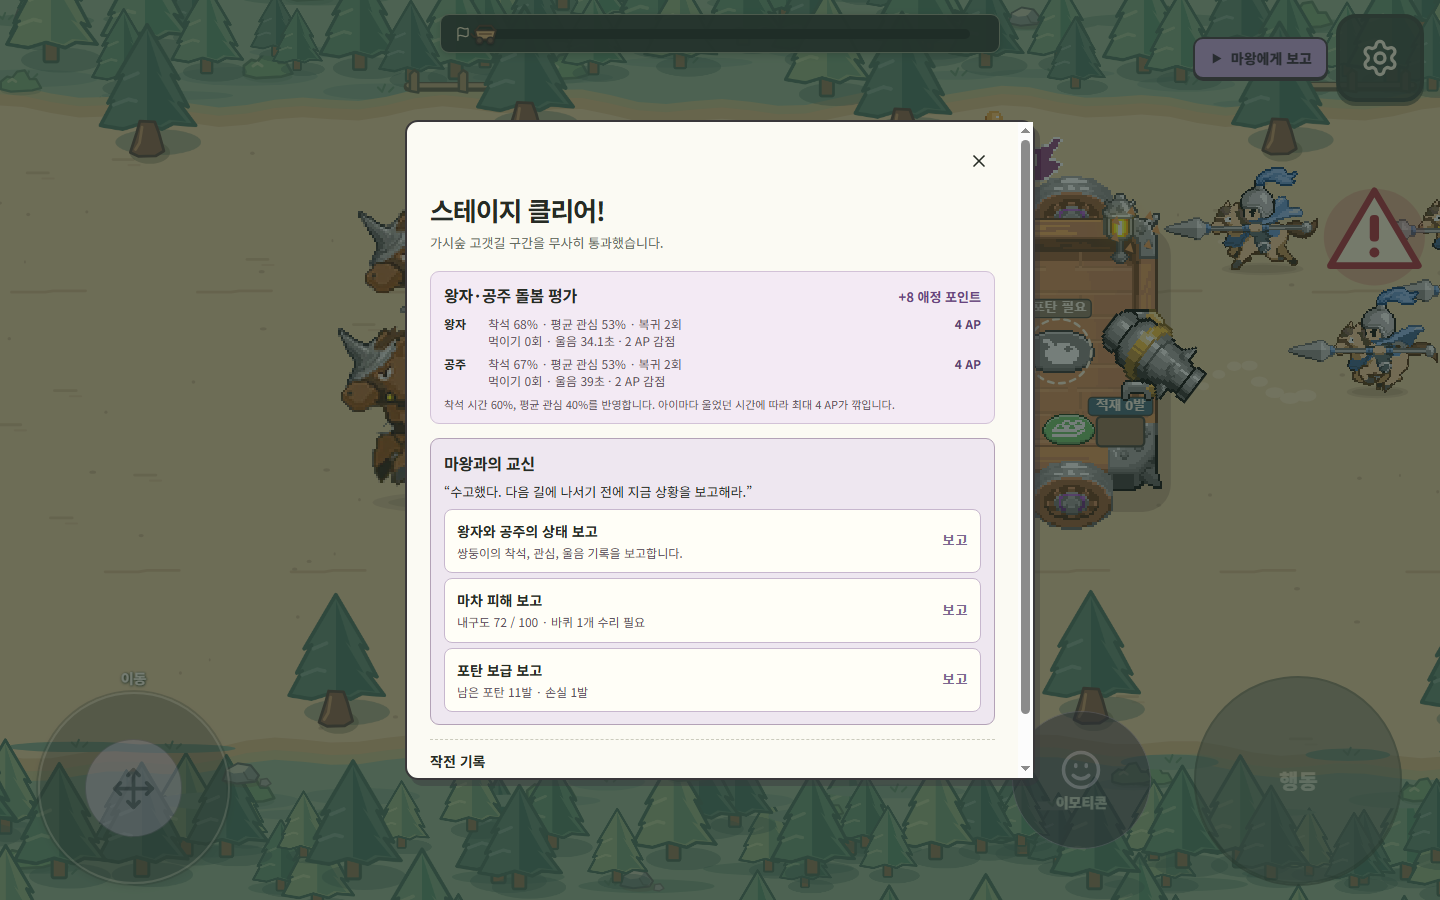 마왕에게 보고
스테이지 클리어!
가시숲 고갯길 구간을 무사히 통과했습니다.
왕자·공주 돌봄 평가
+8 애정 포인트
왕자 착석 68% · 평균 관심 53% · 복귀 2회 4 AP
먹이기 0회 · 울음 34.1초 · 2 AP 감점
공주 착석 67% · 평균 관심 53% · 복귀 2회 4 AP
먹이기 0회 · 울음 39초 · 2 AP 감점
착석 시간 60%, 평균 관심 40%를 반영합니다. 아이마다 울었던 시간에 따라 최대 4 AP가 깎입니다.
마왕과의 교신
“수고했다. 다음 길에 나서기 전에 지금 상황을 보고해라.”
왕자와 공주의 상태 보고
쌍둥이의 착석, 관심, 울음 기록을 보고합니다.
보고
마차 피해 보고
내구도 72 / 100 · 바퀴 1개 수리 필요
보고
포탄 보급 보고
남은 포탄 11발 · 손실 1발
보고
작전 기록
포탄 필요
적재 0발
이동
이모티콘
행동